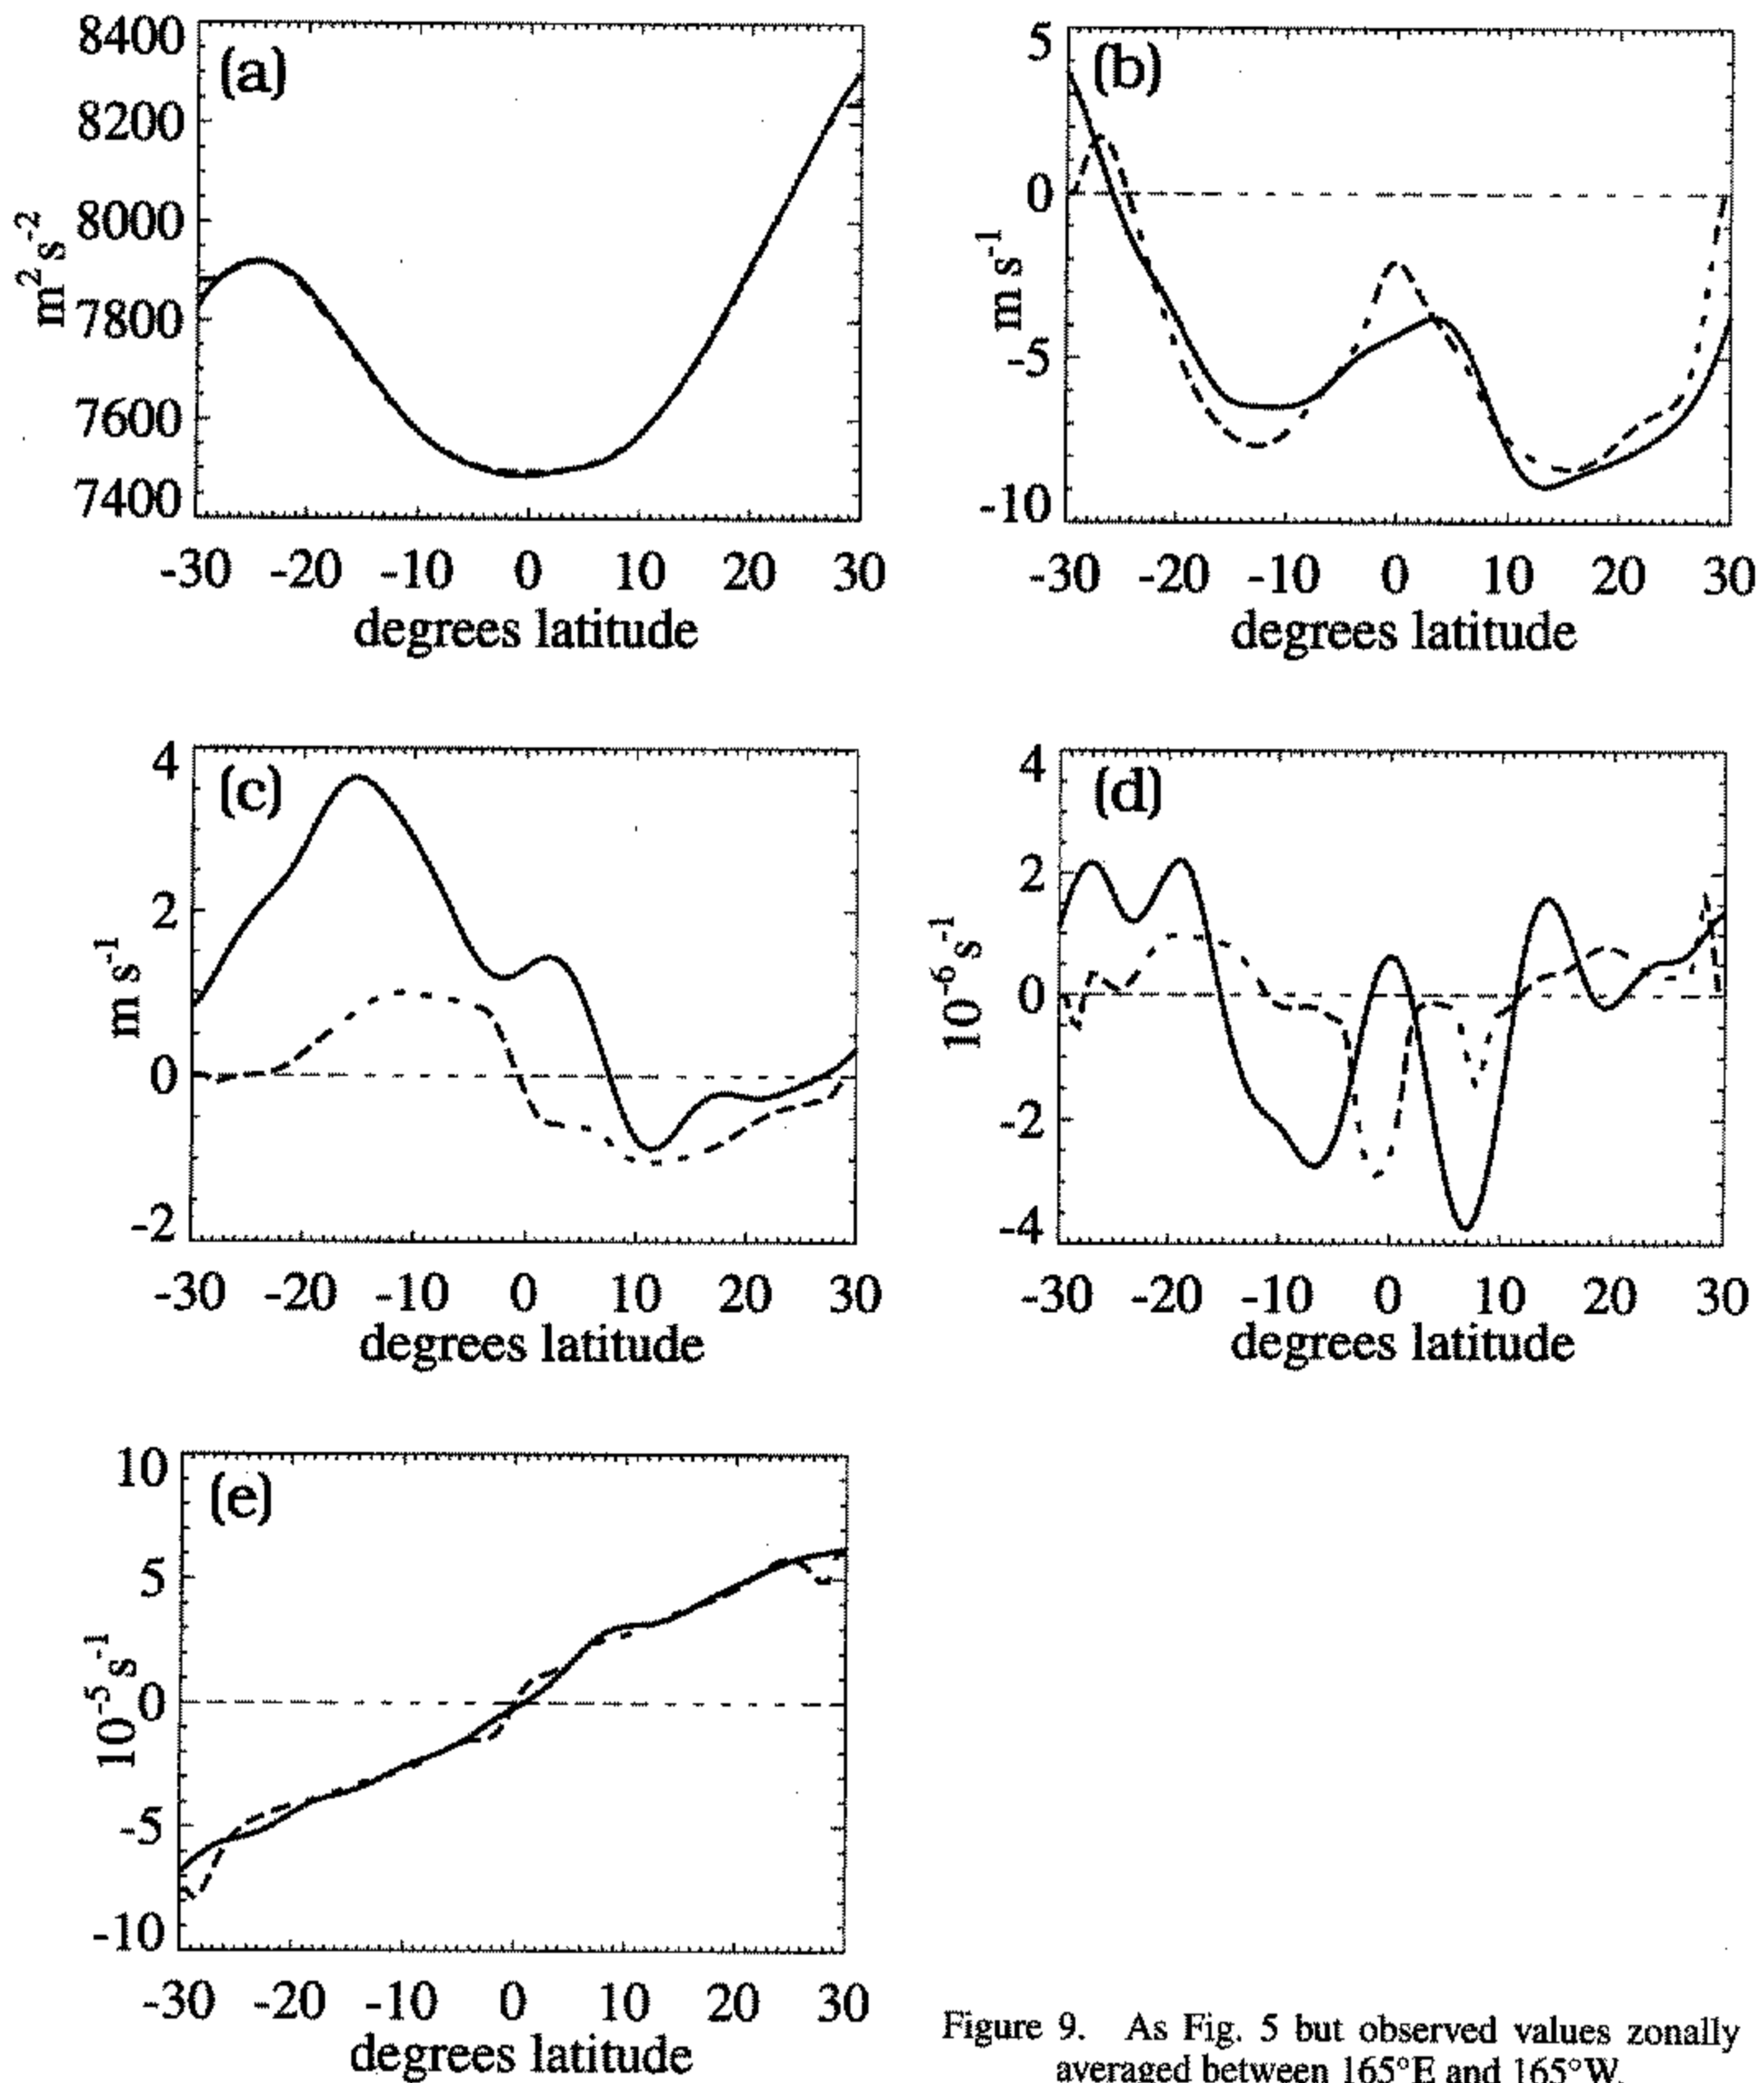 (a)
8400
8200
8000
7800
7600
7400
m2s-2
-30 -20 -10 0 10 20 30
degrees latitude
(b)
5
0
-5
-10
m s-1
-30 -20 -10 0 10 20 30
degrees latitude
(c)
4
2
0
-2
m s-1
-30 -20 -10 0 10 20 30
degrees latitude
(d)
4
2
0
-2
-4
10-6s-1
-30 -20 -10 0 10 20 30
degrees latitude
(e)
10
5
0
-5
-10
10-5s-1
-30 -20 -10 0 10 20 30
degrees latitude
Figure 9. As Fig. 5 but observed values zonally
averaged between 165°E and 165°W.